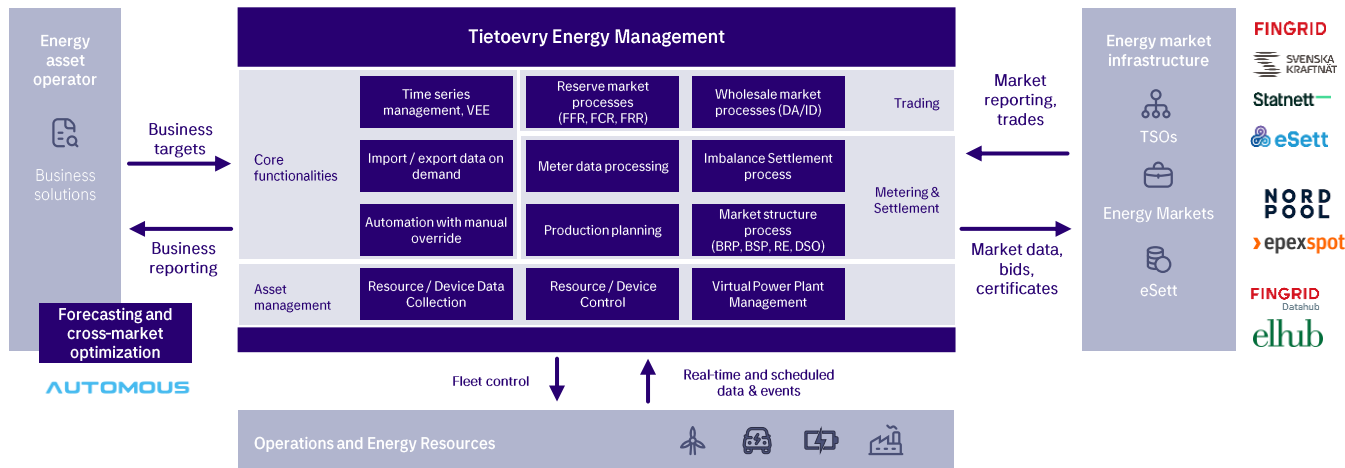 Energy
asset
operator
Business
solutions
Forecasting and
cross-market
optimization
AUTOMOUS
Business
targets
Business
reporting
Tietoevry Energy Management
Core
functionalities
Time series
management, VEE
Import / export data on
demand
Automation with manual
override
Reserve market
processes
(FFR, FCR, FRR)
Wholesale market
processes (DA/ID)
Trading
Meter data processing
Imbalance Settlement
process
Production planning
Market structure
process
(BRP, BSP, RE, DSO)
Metering &
Settlement
Asset
management
Resource / Device Data
Collection
Resource / Device
Control
Virtual Power Plant
Management
Fleet control
Real-time and scheduled
data & events
Operations and Energy Resources
Market
reporting,
trades
Market data,
bids,
certificates
Energy market
infrastructure
TSOs
Energy Markets
eSett
FINGRID
SVENSKA
KRAFTNÄT
Statnett
eSett
NORD
POOL
epexspot
FINGRID
Datahub
elhub